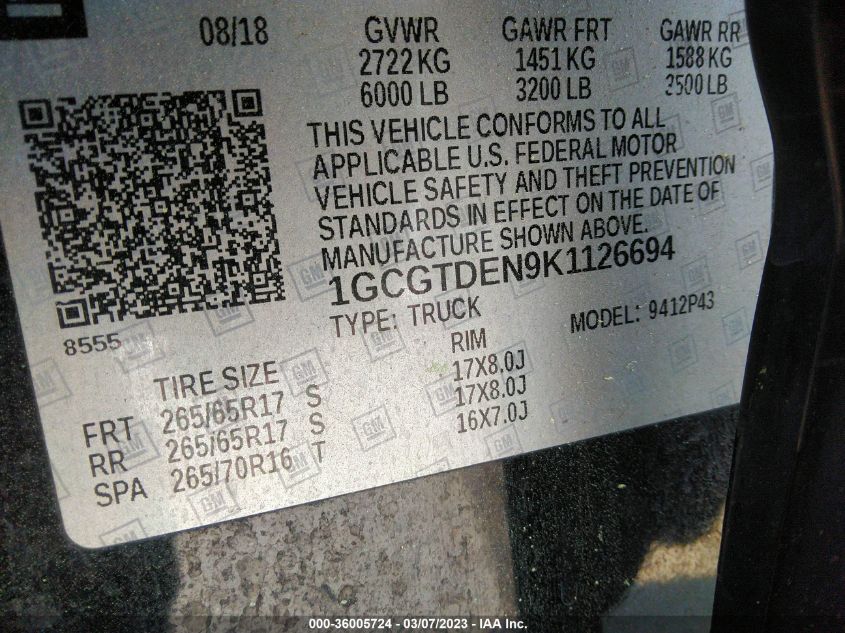 08/18 GVWR GAWR FRT GAWR RR
2722 KG 1451 KG 1588 KG
6000 LB 3200 LB 3500 LB
THIS VEHICLE CONFORMS TO ALL
APPLICABLE U.S. FEDERAL MOTOR
VEHICLE SAFETY AND THEFT PREVENTION
STANDARDS IN EFFECT ON THE DATE OF
MANUFACTURE SHOWN ABOVE.
1GCGTDEN9K1126694
TYPE: TRUCK MODEL: 9412P43
8555
TIRE SIZE RIM
FRT 265/65R17 S 17X8.0J
RR 265/65R17 S 17X8.0J
SPA 265/70R16 T 16X7.0J
GM
000-36005724 - 03/07/2023 - IAA Inc.